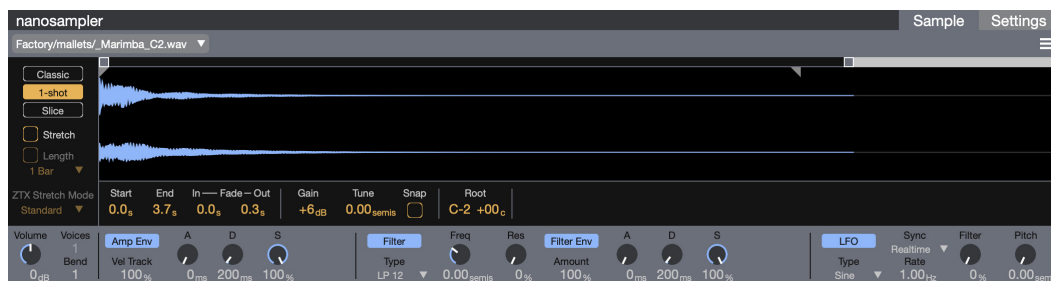 nanosampler Sample Settings
Factory/mallets/_Marimba_C2.wav
Classic
1-shot
Slice
Stretch
Length
1 Bar
ZTX Stretch Mode
Standard
Start End In Fade Out Gain Tune Snap Root
0.0s 3.7s 0.0s 0.3s +6dB 0.00semis C-2 +00c
Volume Voices Amp Env A D S Filter Freq Res Filter Env A D S LFO Sync Filter Pitch
1 Realtime
Bend Vel Track Type Amount Type Rate
0dB 1 100% 0ms 200ms 100% LP 12 0.00semis 0% 100% 0ms 200ms 100% Sine 1.00Hz 0% 0.00